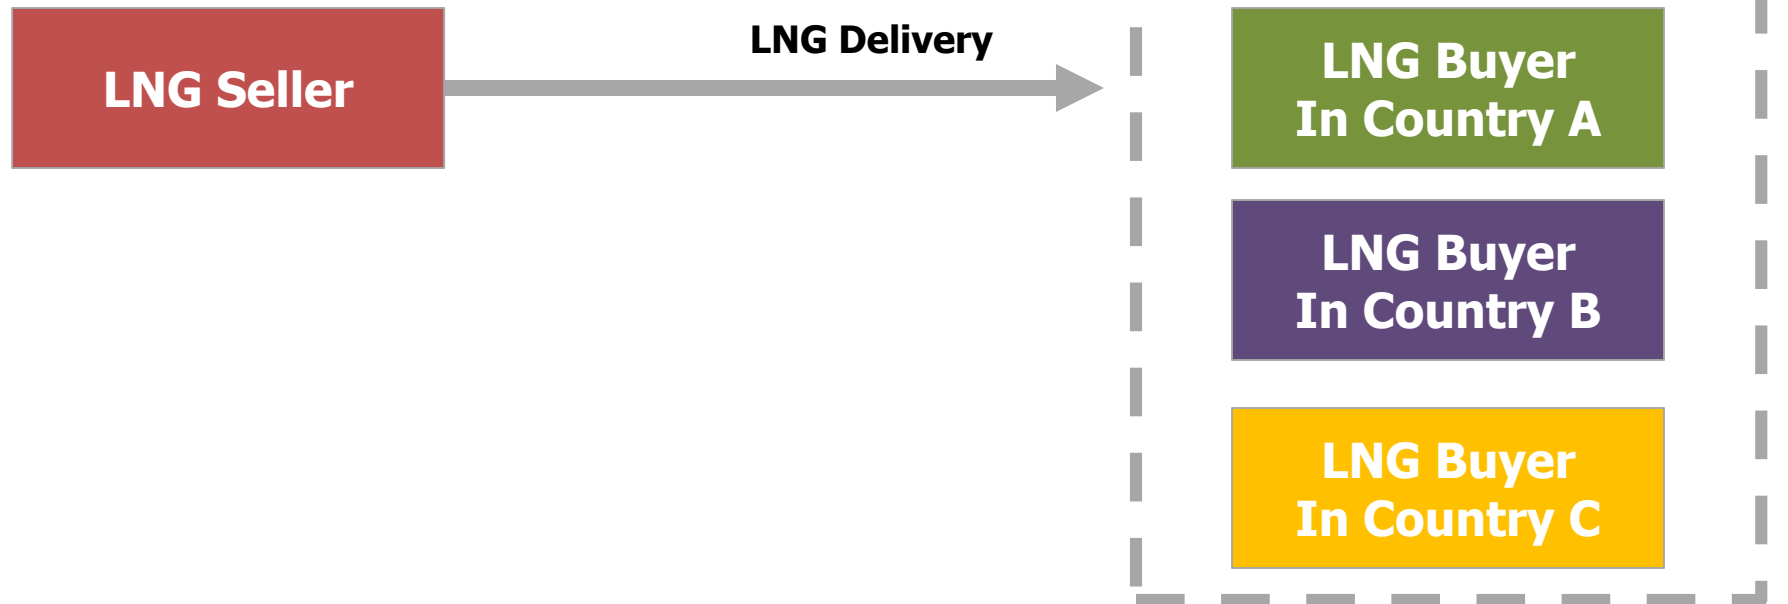 LNG Seller
LNG Delivery
LNG Buyer
In Country A
LNG Buyer
In Country B
LNG Buyer
In Country C